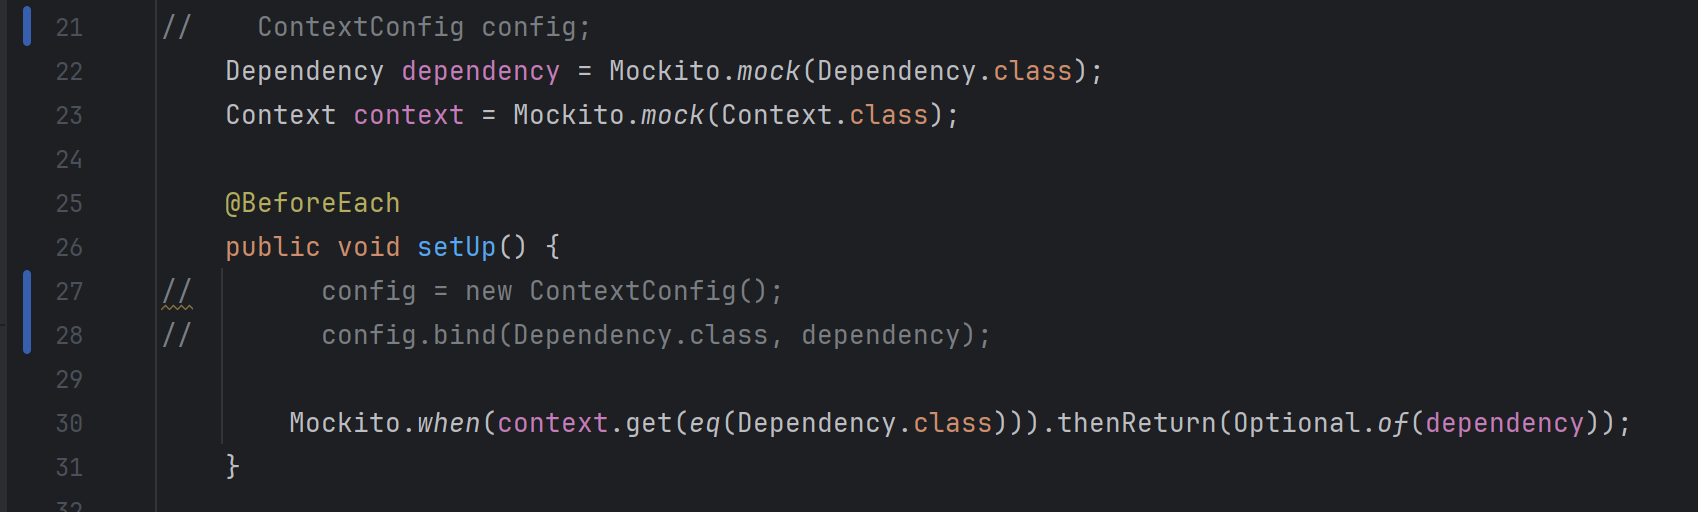 21 //    ContextConfig config;
22 Dependency dependency = Mockito.mock(Dependency.class);
23 Context context = Mockito.mock(Context.class);
24
25 @BeforeEach
26 public void setUp() {
27 //        config = new ContextConfig();
28 //        config.bind(Dependency.class, dependency);
29
30 Mockito.when(context.get(eq(Dependency.class))).thenReturn(Optional.of(dependency));
31 }
32